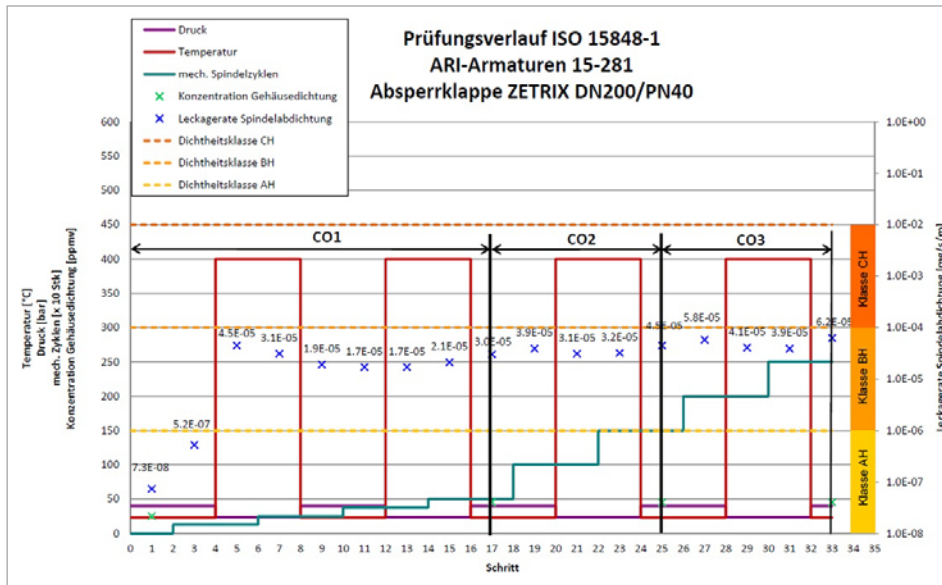 Druck
Temperatur
mech. Spindelzyklen
Konzentration Gehäusedichtung
Leckagerate Spindelabdichtung
Dichtheitsklasse CH
Dichtheitsklasse BH
Dichtheitsklasse AH
Prüfungsverlauf ISO 15848-1
ARI-Armaturen 15-281
Absperrklappe ZETRIX DN200/PN40
600
550
500
450
400
350
300
250
200
150
100
50
0
Temperatur [°C]
Druck [bar]
mech. Zyklen [x 10 Stk]
Konzentration Gehäusedichtung [ppmv]
CO1
CO2
CO3
7.3E-08
5.2E-07
4.5E-05
3.1E-05
1.9E-05
1.7E-05
1.7E-05
2.1E-05
3.0E-05
3.9E-05
3.1E-05
3.2E-05
4.5E-05
5.8E-05
4.1E-05
3.9E-05
6.2E-05
Klasse CH
Klasse BH
Klasse AH
1.0E+00
1.0E-01
1.0E-02
1.0E-03
1.0E-04
1.0E-05
1.0E-06
1.0E-07
1.0E-08
Leckagerate Spindelabdichtung [mg/s/m]
0 1 2 3 4 5 6 7 8 9 10 11 12 13 14 15 16 17 18 19 20 21 22 23 24 25 26 27 28 29 30 31 32 33 34 35
Schritt